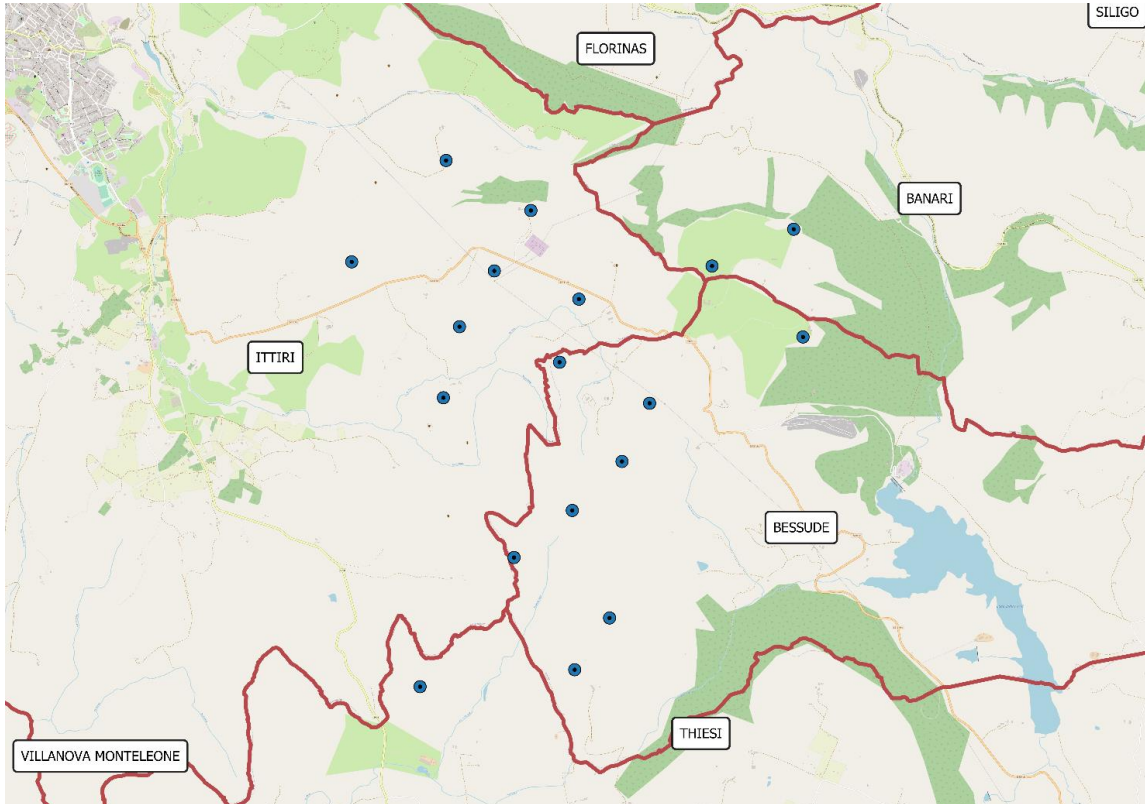 SILIGO
FLORINAS
BANARI
ITTIRI
BESSUDE
THIESI
VILLANOVA MONTELEONE